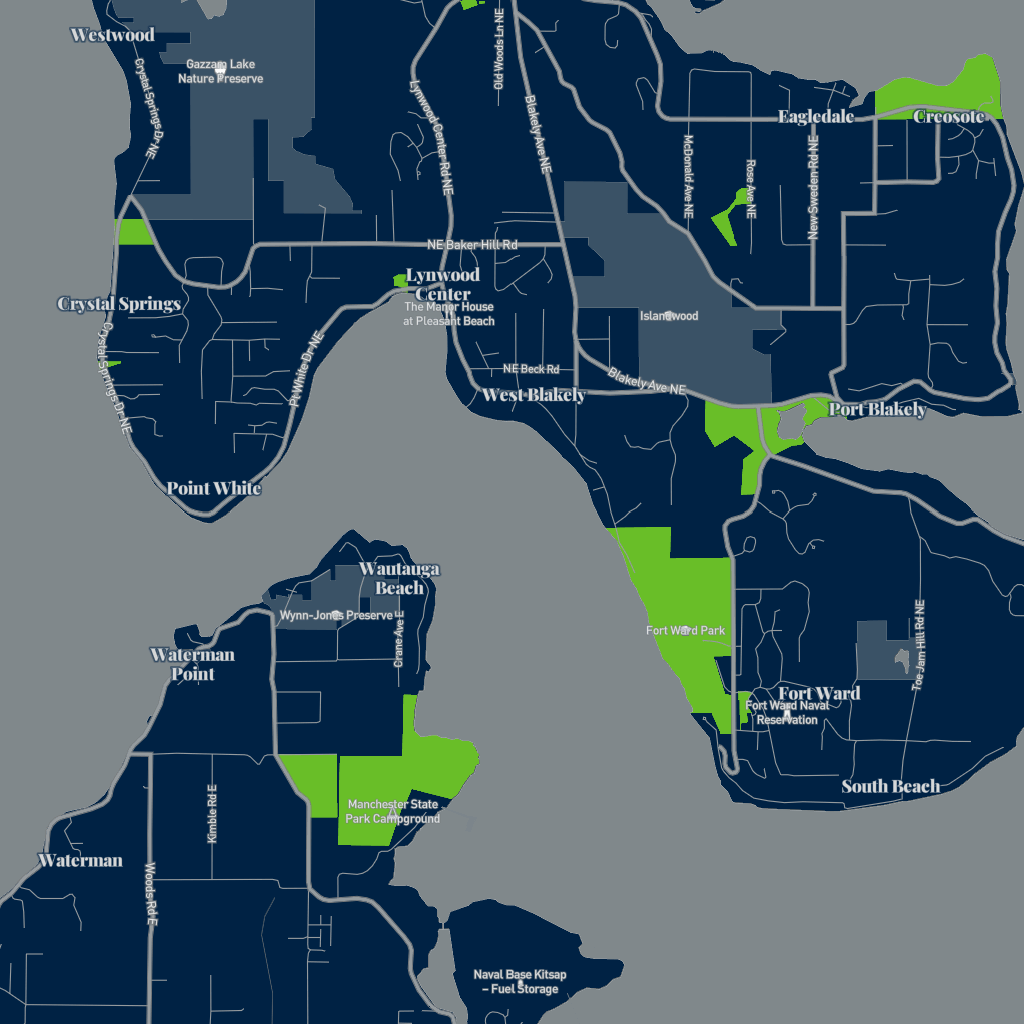 Westwood
Gazzam Lake
Nature Preserve
Crystal Springs Dr NE
Lynwood Center Rd NE
Old Woods Ln NE
Blakely Ave NE
Eagledale
Creosote
McDonald Ave NE
Rose Ave NE
New Sweden Rd NE
NE Baker Hill Rd
Lynwood
Center
The Manor House
at Pleasant Beach
Crystal Springs
Islandwood
Crystal Springs Dr NE
Pt White Dr NE
NE Beck Rd
Blakely Ave NE
West Blakely
Port Blakely
Point White
Wautauga
Beach
Wynn-Jones Preserve
Crane Ave E
Fort Ward Park
Toe Jam Hill Rd NE
Waterman
Point
Fort Ward
Fort Ward Naval
Reservation
South Beach
Manchester State
Park Campground
Kimble Rd E
Waterman
Woods Rd E
Naval Base Kitsap
– Fuel Storage